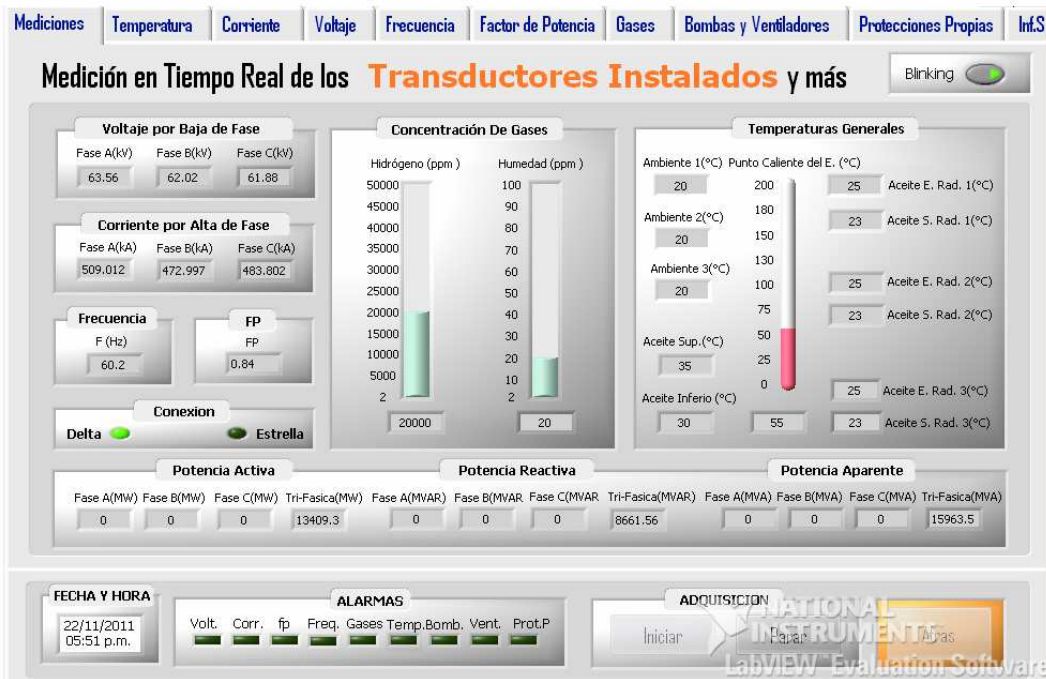 Mediciones Temperatura Corriente Voltaje Frecuencia Factor de Potencia Gases Bombas y Ventiladores Protecciones Propias Inf.S
Medición en Tiempo Real de los Transductores Instalados y más
Blinking
Voltaje por Baja de Fase
Fase A(kV) Fase B(kV) Fase C(kV)
63.56 62.02 61.88
Corriente por Alta de Fase
Fase A(kA) Fase B(kA) Fase C(kA)
509.012 472.997 483.802
Frecuencia
F (Hz)
60.2
FP
FP
0.84
Conexion
Delta Estrella
Concentración De Gases
Hidrógeno (ppm )
50000
45000
40000
35000
30000
25000
20000
15000
10000
5000
2
20000
Humedad (ppm )
100
90
80
70
60
50
40
30
20
10
2
20
Temperaturas Generales
Ambiente 1(°C)
20
Ambiente 2(°C)
20
Ambiente 3(°C)
20
Aceite Sup.(°C)
35
Aceite Inferio (°C)
30
Punto Caliente del E. (°C)
200
180
150
130
100
75
50
25
0
55
25 Aceite E. Rad. 1(°C)
23 Aceite S. Rad. 1(°C)
25 Aceite E. Rad. 2(°C)
23 Aceite S. Rad. 2(°C)
25 Aceite E. Rad. 3(°C)
23 Aceite S. Rad. 3(°C)
Potencia Activa
Fase A(MW) Fase B(MW) Fase C(MW) Tri-Fasica(MW)
0 0 0 13409.3
Potencia Reactiva
Fase A(MVAR) Fase B(MVAR Fase C(MVAR Tri-Fasica(MVAR)
0 0 0 8661.56
Potencia Aparente
Fase A(MVA) Fase B(MVA) Fase C(MVA) Tri-Fasica(MVA)
0 0 0 15963.5
FECHA Y HORA
22/11/2011
05:51 p.m.
ALARMAS
Volt. Corr. fp Freq. Gases Temp. Bomb. Vent. Prot.P
ADQUISICION
Iniciar Parar Atras
NATIONAL
INSTRUMENTS
LabVIEW™ Evaluation Software